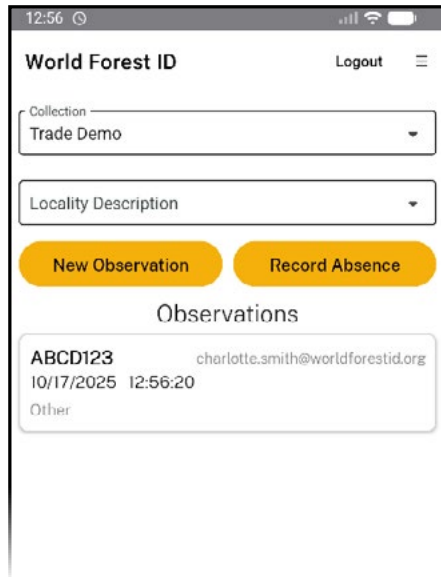 12:56
World Forest ID Logout
Collection
Trade Demo
Locality Description
New Observation Record Absence
Observations
ABCD123 charlotte.smith@worldforestid.org
10/17/2025 12:56:20
Other